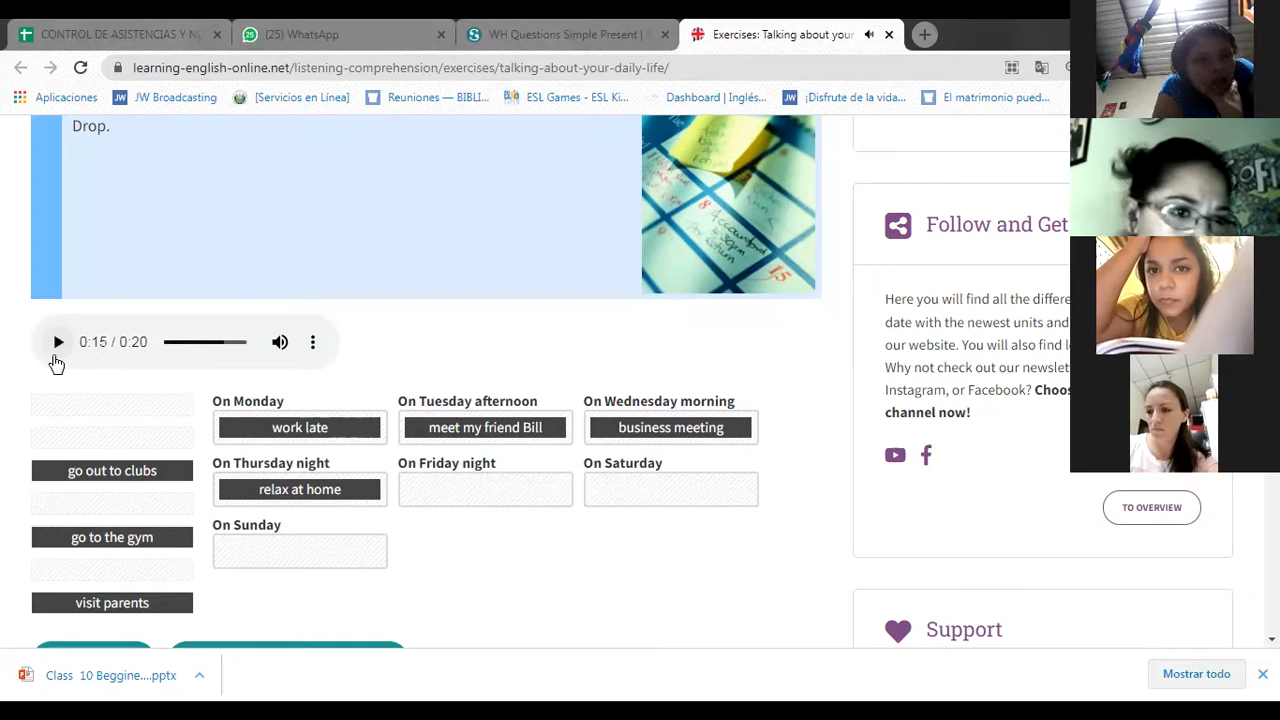 CONTROL DE ASISTENCIAS Y N
(25) WhatsApp
WH Questions Simple Present |
Exercises: Talking about your
learning-english-online.net/listening-comprehension/exercises/talking-about-your-daily-life/
Aplicaciones
JW Broadcasting
[Servicios en Línea]
Reuniones — BIBLI...
ESL Games - ESL Ki...
Dashboard | Inglés...
¡Disfrute de la vida...
El matrimonio pued...
Drop.
Follow and Get
Here you will find all the differe
date with the newest units and
our website. You will also find l
Why not check out our newslet
Instagram, or Facebook? Choos
channel now!
0:15 / 0:20
On Monday
On Tuesday afternoon
On Wednesday morning
work late
meet my friend Bill
business meeting
go out to clubs
On Thursday night
On Friday night
On Saturday
relax at home
TO OVERVIEW
On Sunday
go to the gym
visit parents
Support
Class 10 Beggine....pptx
Mostrar todo